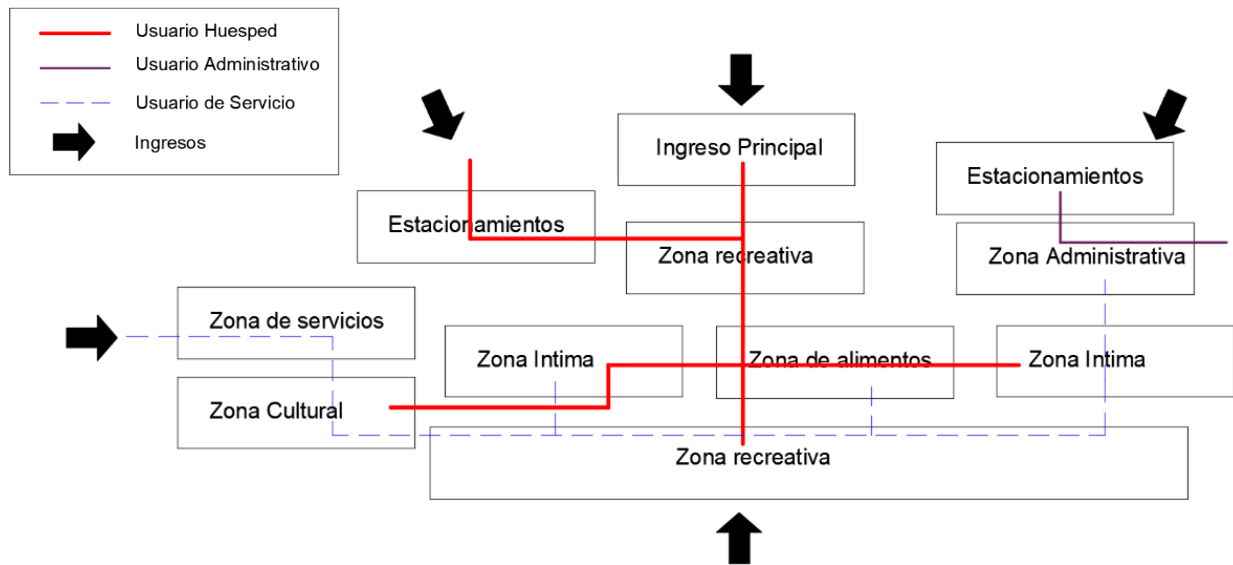 Usuario Huesped
Usuario Administrativo
Usuario de Servicio
Ingresos
Ingreso Principal
Estacionamientos
Estacionamientos
Zona recreativa
Zona Administrativa
Zona de servicios
Zona Intima
Zona de alimentos
Zona Intima
Zona Cultural
Zona recreativa